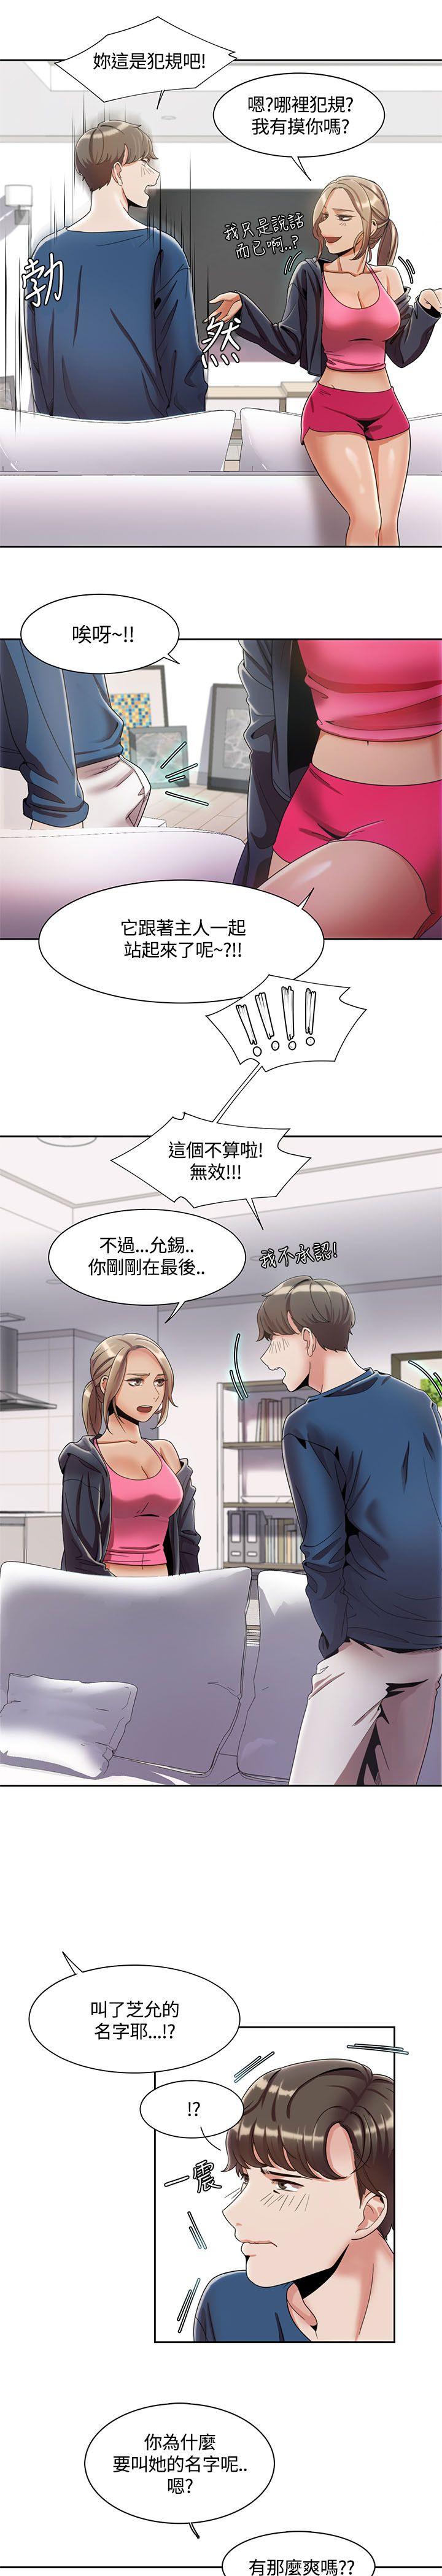 妳這是犯規吧!
嗯?哪裡犯規?
我有摸你嗎?
我只是說話
而已啊..?
勃
然
唉呀~!!
它跟著主人一起
站起來了呢~?!!
!!!!
這個不算啦!
無效!!!
我不承認!
不過...允錫..
你剛剛在最後..
叫了芝允的
名字耶...!?
!?
一震
你為什麼
要叫她的名字呢..
嗯?
有那麼爽嗎??